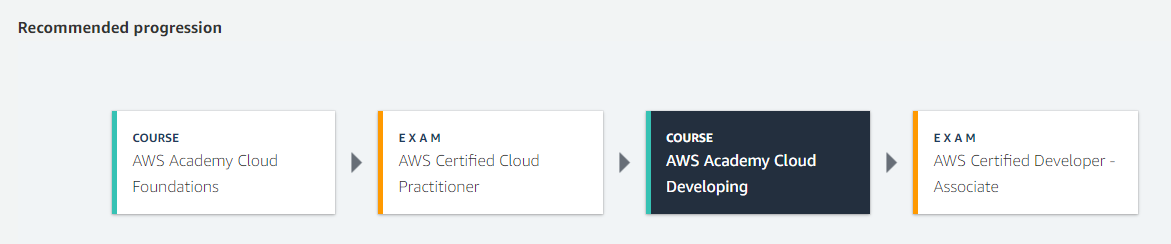 Recommended progression
COURSE
AWS Academy Cloud
Foundations
EXAM
AWS Certified Cloud
Practitioner
COURSE
AWS Academy Cloud
Developing
EXAM
AWS Certified Developer -
Associate